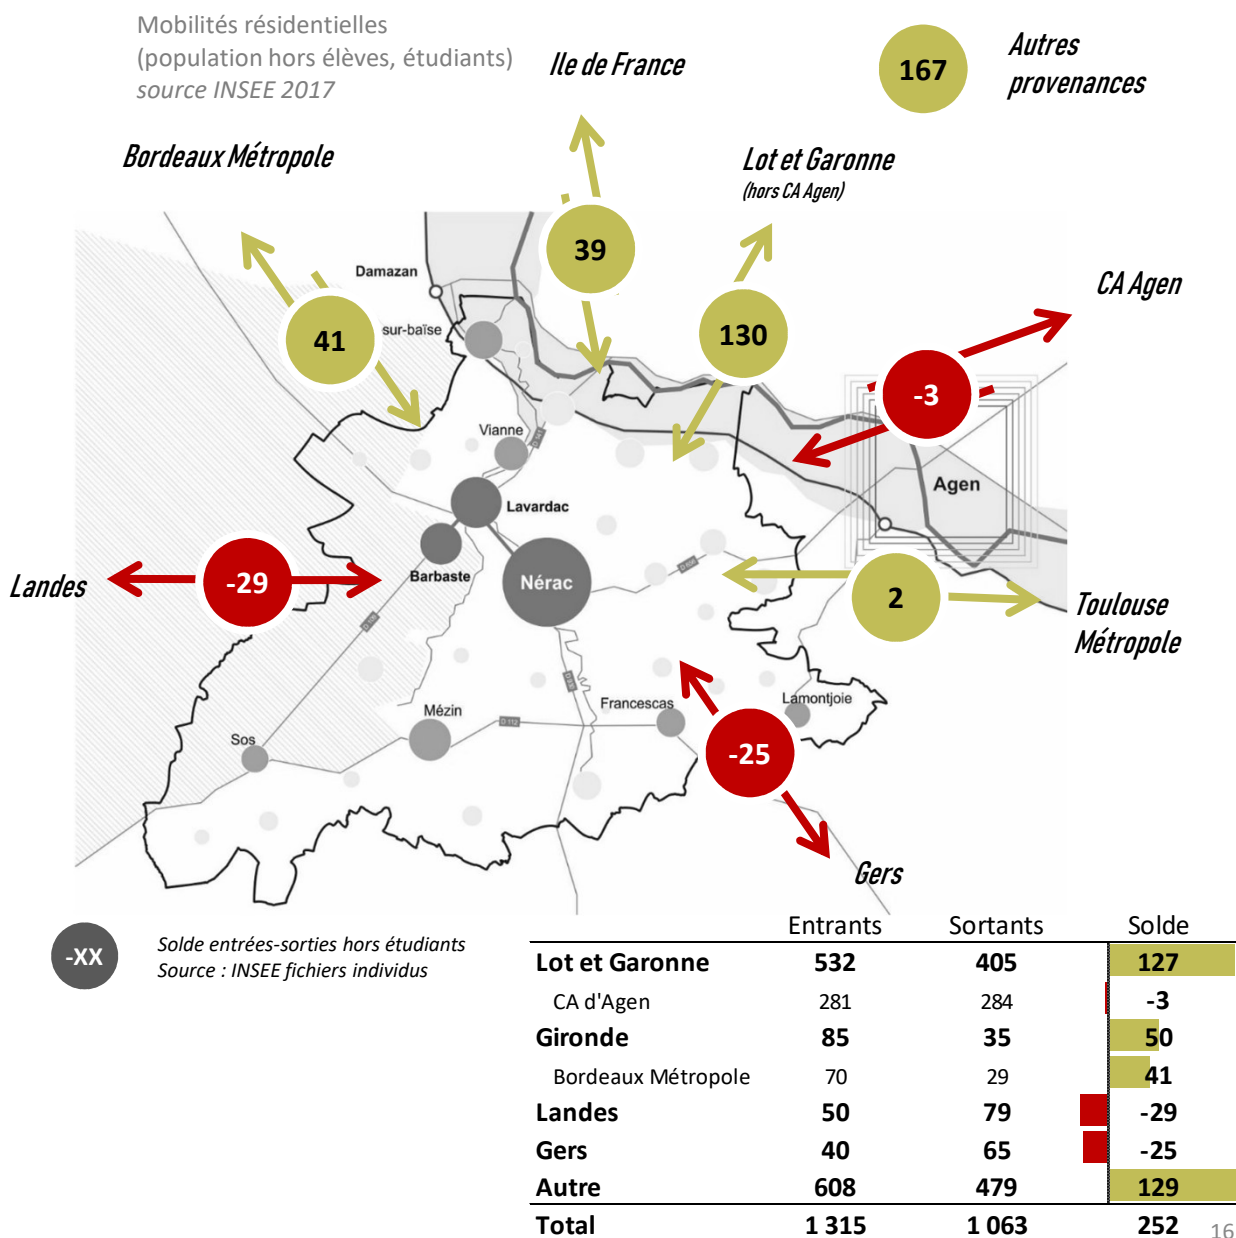 Mobilités résidentielles
(population hors élèves, étudiants)
source INSEE 2017
Ile de France
167
Autres
provenances
Bordeaux Métropole
Lot et Garonne
(hors CA Agen)
39
CA Agen
Damazan
41
sur-baïse
130
-3
Vianne
Agen
Lavardac
Barbaste
Nérac
Landes
-29
2
Toulouse
Métropole
D 112
Mézin
Francescas
Lamontjoie
Sos
-25
Gers
-XX
Solde entrées-sorties hors étudiants
Source : INSEE fichiers individus
Entrants Sortants Solde
Lot et Garonne 532 405 127
CA d'Agen 281 284 -3
Gironde 85 35 50
Bordeaux Métropole 70 29 41
Landes 50 79 -29
Gers 40 65 -25
Autre 608 479 129
Total 1 315 1 063 252
16